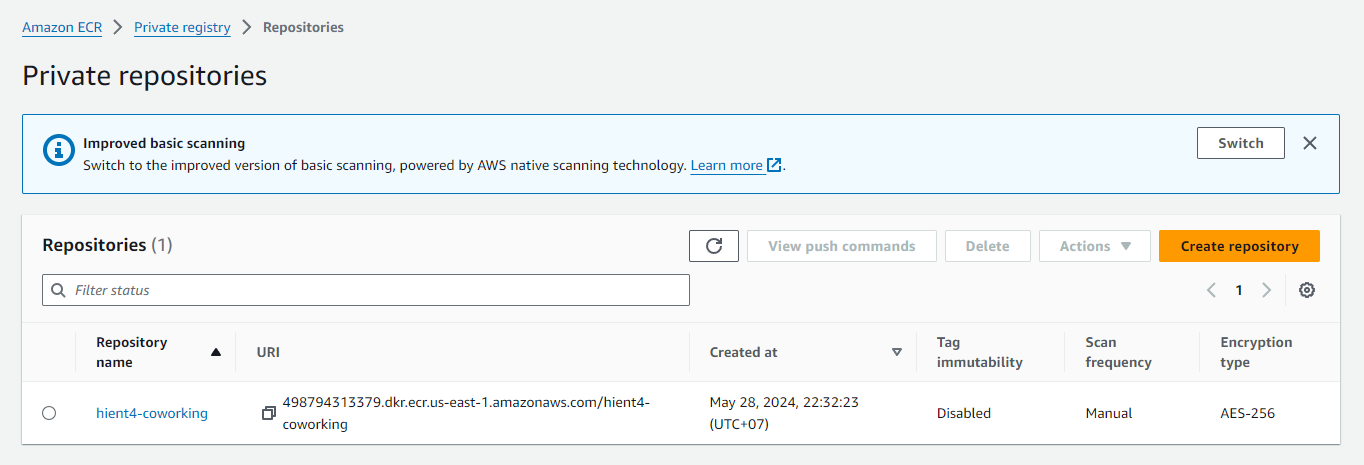 Amazon ECR > Private registry > Repositories
Private repositories
Improved basic scanning
Switch to the improved version of basic scanning, powered by AWS native scanning technology. Learn more.
Switch
Repositories (1)
View push commands
Delete
Actions
Create repository
Filter status
1
Repository name
URI
Created at
Tag immutability
Scan frequency
Encryption type
hient4-coworking
498794313379.dkr.ecr.us-east-1.amazonaws.com/hient4-
coworking
May 28, 2024, 22:32:23
(UTC+07)
Disabled
Manual
AES-256